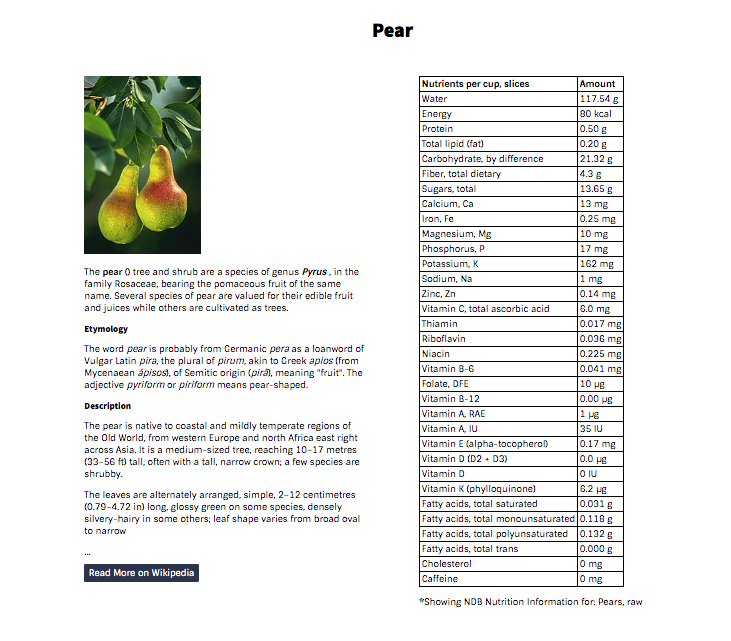 Pear
The pear () tree and shrub are a species of genus Pyrus , in the
family Rosaceae, bearing the pomaceous fruit of the same
name. Several species of pear are valued for their edible fruit
and juices while others are cultivated as trees.
Etymology
The word pear is probably from Germanic pera as a loanword of
Vulgar Latin pira, the plural of pirum, akin to Greek apios (from
Mycenaean ápisos), of Semitic origin (pirâ), meaning "fruit". The
adjective pyriform or piriform means pear-shaped.
Description
The pear is native to coastal and mildly temperate regions of
the Old World, from western Europe and north Africa east right
across Asia. It is a medium-sized tree, reaching 10–17 metres
(33–56 ft) tall, often with a tall, narrow crown; a few species are
shrubby.
The leaves are alternately arranged, simple, 2–12 centimetres
(0.79–4.72 in) long, glossy green on some species, densely
silvery-hairy in some others; leaf shape varies from broad oval
to narrow
...
Read More on Wikipedia
Nutrients per cup, slices Amount
Water 117.54 g
Energy 80 kcal
Protein 0.50 g
Total lipid (fat) 0.20 g
Carbohydrate, by difference 21.32 g
Fiber, total dietary 4.3 g
Sugars, total 13.65 g
Calcium, Ca 13 mg
Iron, Fe 0.25 mg
Magnesium, Mg 10 mg
Phosphorus, P 17 mg
Potassium, K 162 mg
Sodium, Na 1 mg
Zinc, Zn 0.14 mg
Vitamin C, total ascorbic acid 6.0 mg
Thiamin 0.017 mg
Riboflavin 0.036 mg
Niacin 0.225 mg
Vitamin B-6 0.041 mg
Folate, DFE 10 µg
Vitamin B-12 0.00 µg
Vitamin A, RAE 1 µg
Vitamin A, IU 35 IU
Vitamin E (alpha-tocopherol) 0.17 mg
Vitamin D (D2 + D3) 0.0 µg
Vitamin D 0 IU
Vitamin K (phylloquinone) 6.2 µg
Fatty acids, total saturated 0.031 g
Fatty acids, total monounsaturated 0.118 g
Fatty acids, total polyunsaturated 0.132 g
Fatty acids, total trans 0.000 g
Cholesterol 0 mg
Caffeine 0 mg
*Showing NDB Nutrition Information for: Pears, raw